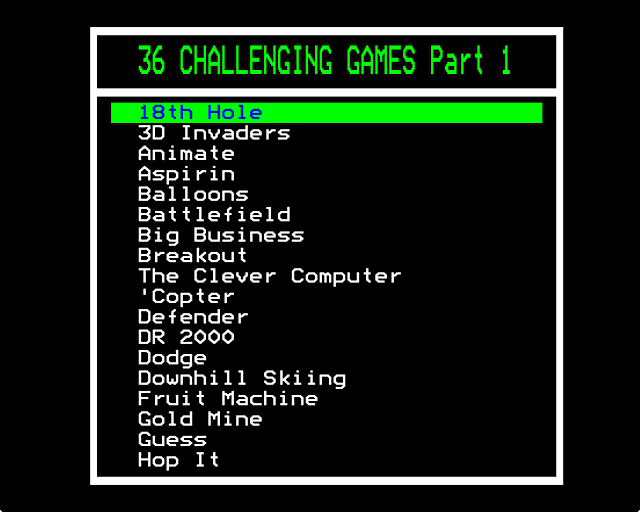 36 CHALLENGING GAMES Part 1
18th Hole
3D Invaders
Animate
Aspirin
Balloons
Battlefield
Big Business
Breakout
The Clever Computer
'Copter
Defender
DR 2000
Dodge
Downhill Skiing
Fruit Machine
Gold Mine
Guess
Hop It